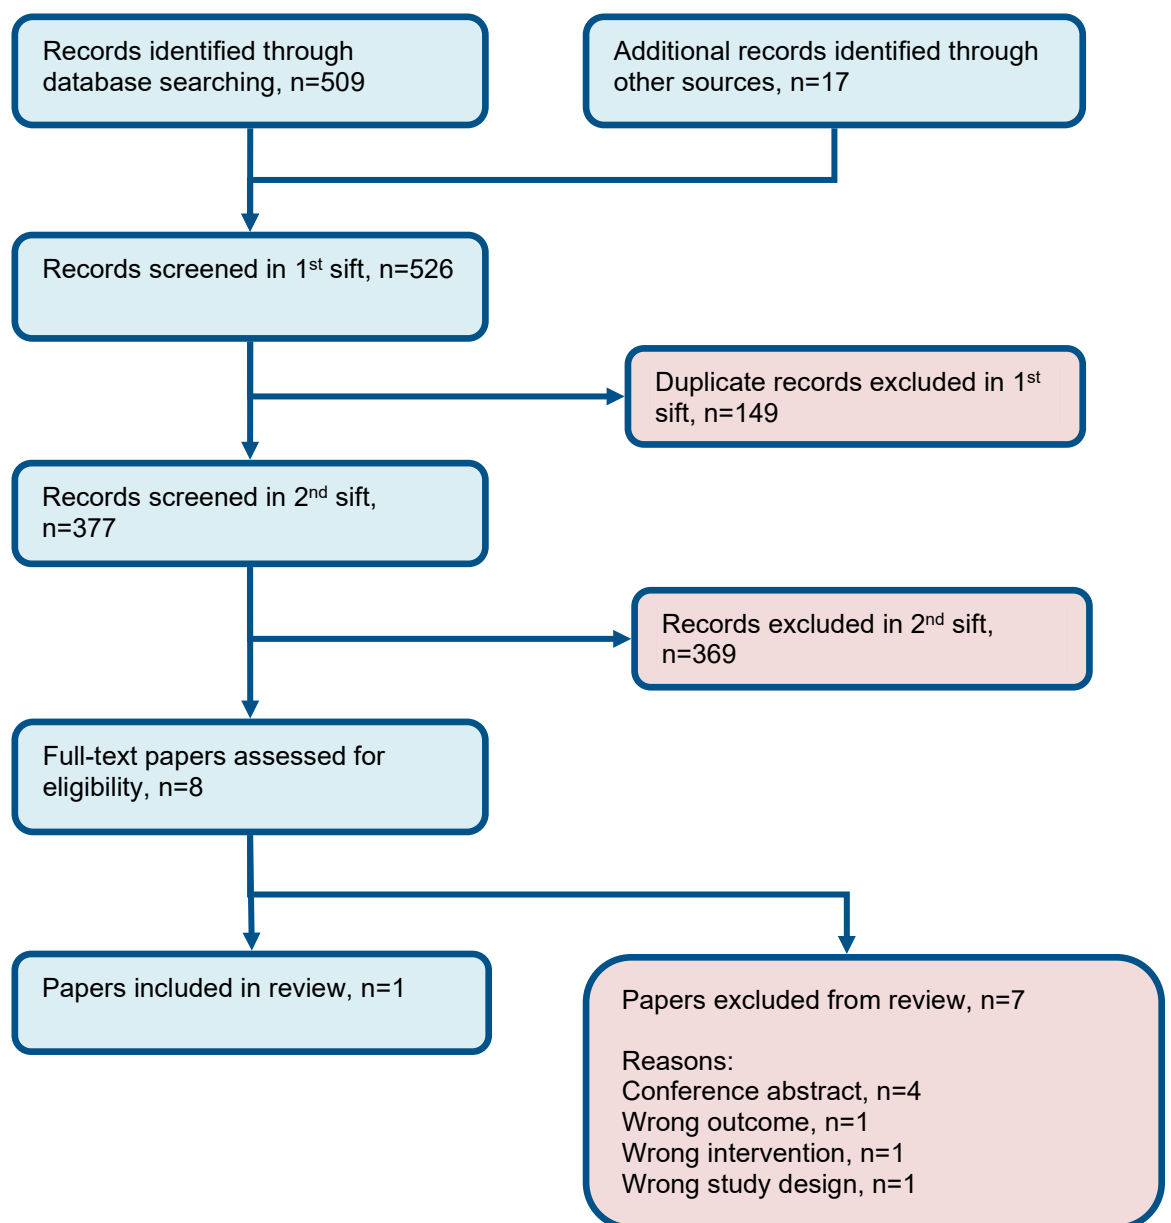 Records identified through
database searching, n=509
Additional records identified through
other sources, n=17
Records screened in 1st sift, n=526
Duplicate records excluded in 1st
sift, n=149
Records screened in 2nd sift,
n=377
Records excluded in 2nd sift,
n=369
Full-text papers assessed for
eligibility, n=8
Papers included in review, n=1
Papers excluded from review, n=7
Reasons:
Conference abstract, n=4
Wrong outcome, n=1
Wrong intervention, n=1
Wrong study design, n=1